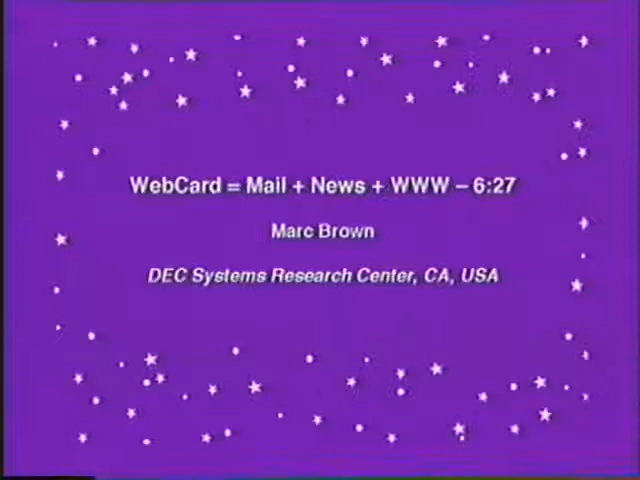 WebCard = Mail + News + WWW – 6:27
Marc Brown
DEC Systems Research Center, CA, USA